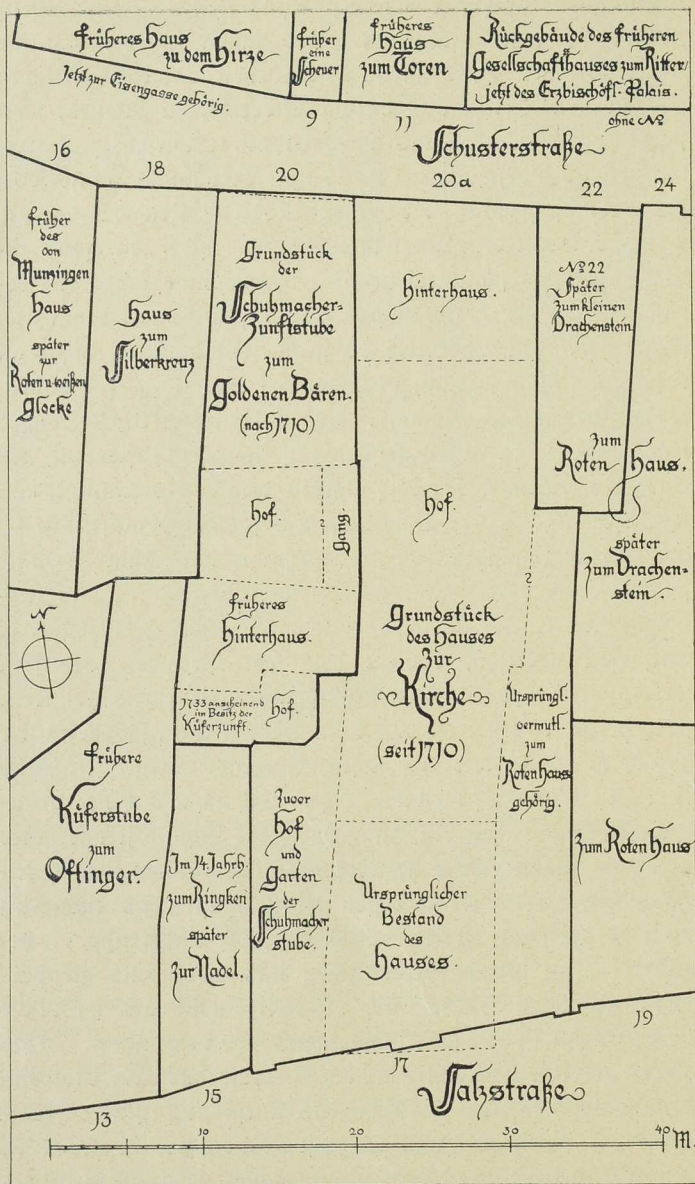 früheres Haus
zu dem Hirze
Jetzt zur Eisengasse gehörig.
früher
eine
Scheuer
früheres
Haus
zum Toren
Rückgebäude des früheren
Gesellschaftshauses zum Ritter/
jetzt des Erzbischöfl. Palais.
9
11
ohne No
Schusterstraße
16
18
20
20a
22
24
früher
des
von
Munzingen
Haus
später
zur
Roten u. weißen
Glocke
Haus
zum
Silberkreuz
Grundstück
der
Schuhmacher-
Zunftstube
zum
Goldenen Bären.
(nach 1710)
Hinterhaus.
No 22
Später
zum kleinen
Drachenstein
zum
Roten Haus.
Hof.
?
Gang.
Hof.
?
später
Zum Drachen=
stein.
N
früheres
Hinterhaus.
1733 anscheinend
im Besitz der
Küferzunft.
Hof.
Grundstück
des Hauses
Zur
Kirche
(seit 1710)
Ursprüngl.
vermutl.
zum
Roten Haus
gehörig.
frühere
Küferstube
zum
Oftinger.
Im 14. Jahrh.
zum Ringken
später
zur Nadel.
Zuvor
Hof
und
Garten
der
Schuhmacher
stube.
Ursprünglicher
Bestand
des
Hauses.
zum Roten Haus
13
15
17
19
Salzstraße
10
20
30
40 M.